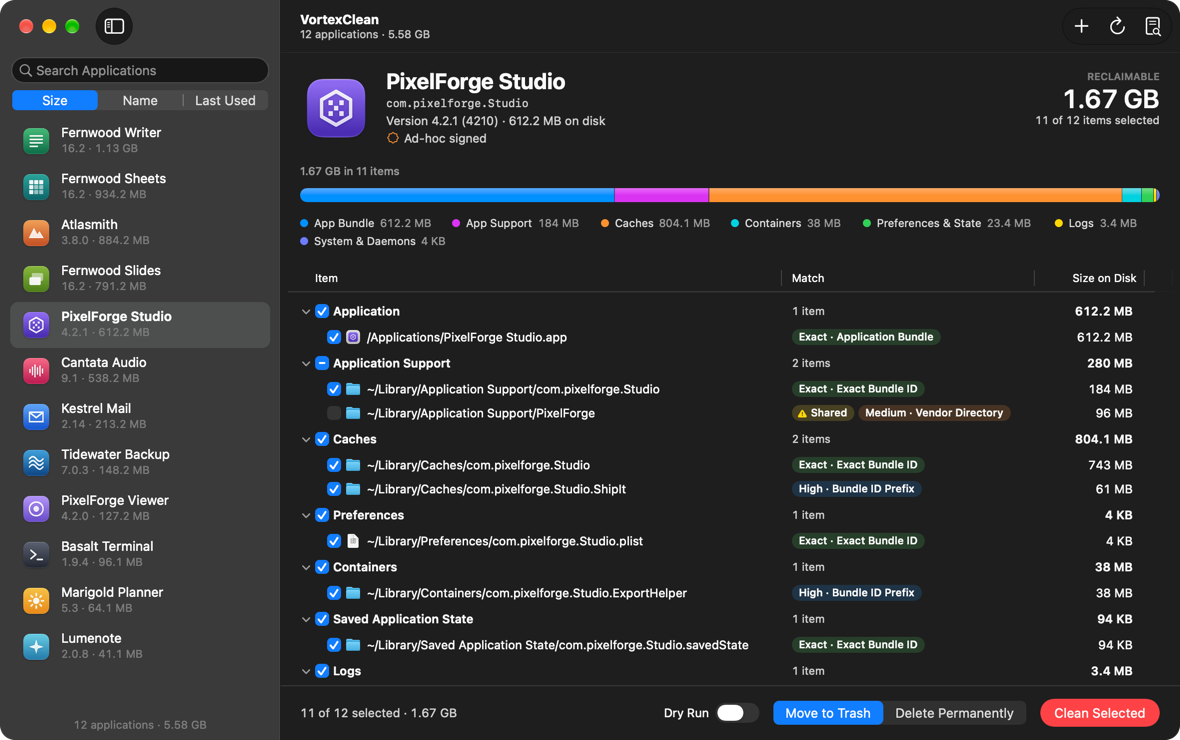 VortexClean
12 applications · 5.58 GB
Search Applications
Size Name Last Used
Fernwood Writer
16.2 · 1.13 GB
Fernwood Sheets
16.2 · 934.2 MB
Atlasmith
3.8.0 · 884.2 MB
Fernwood Slides
16.2 · 791.2 MB
PixelForge Studio
4.2.1 · 612.2 MB
Cantata Audio
9.1 · 538.2 MB
Kestrel Mail
2.14 · 213.2 MB
Tidewater Backup
7.0.3 · 148.2 MB
PixelForge Viewer
4.2.0 · 127.2 MB
Basalt Terminal
1.9.4 · 96.1 MB
Marigold Planner
5.3 · 64.1 MB
Lumenote
2.0.8 · 41.1 MB
12 applications · 5.58 GB
PixelForge Studio
com.pixelforge.Studio
Version 4.2.1 (4210) · 612.2 MB on disk
Ad-hoc signed
RECLAIMABLE
1.67 GB
11 of 12 items selected
1.67 GB in 11 items
App Bundle 612.2 MB App Support 184 MB Caches 804.1 MB Containers 38 MB Preferences & State 23.4 MB Logs 3.4 MB
System & Daemons 4 KB
Item Match Size on Disk
Application 1 item 612.2 MB
/Applications/PixelForge Studio.app Exact · Application Bundle 612.2 MB
Application Support 2 items 280 MB
~/Library/Application Support/com.pixelforge.Studio Exact · Exact Bundle ID 184 MB
~/Library/Application Support/PixelForge Shared Medium · Vendor Directory 96 MB
Caches 2 items 804.1 MB
~/Library/Caches/com.pixelforge.Studio Exact · Exact Bundle ID 743 MB
~/Library/Caches/com.pixelforge.Studio.ShipIt High · Bundle ID Prefix 61 MB
Preferences 1 item 4 KB
~/Library/Preferences/com.pixelforge.Studio.plist Exact · Exact Bundle ID 4 KB
Containers 1 item 38 MB
~/Library/Containers/com.pixelforge.Studio.ExportHelper High · Bundle ID Prefix 38 MB
Saved Application State 1 item 94 KB
~/Library/Saved Application State/com.pixelforge.Studio.savedState Exact · Exact Bundle ID 94 KB
Logs 1 item 3.4 MB
11 of 12 selected · 1.67 GB Dry Run Move to Trash Delete Permanently Clean Selected